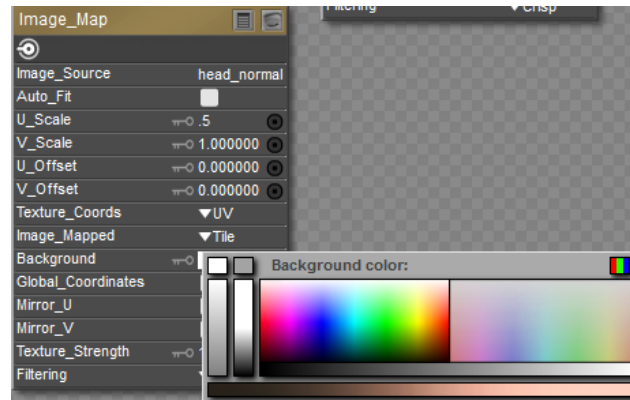 Image_Map
Filtering ▼Crisp
Image_Source head_normal
Auto_Fit
U_Scale .5
V_Scale 1.000000
U_Offset 0.000000
V_Offset 0.000000
Texture_Coords ▼UV
Image_Mapped ▼Tile
Background
Background color:
Global_Coordinates
Mirror_U
Mirror_V
Texture_Strength
Filtering